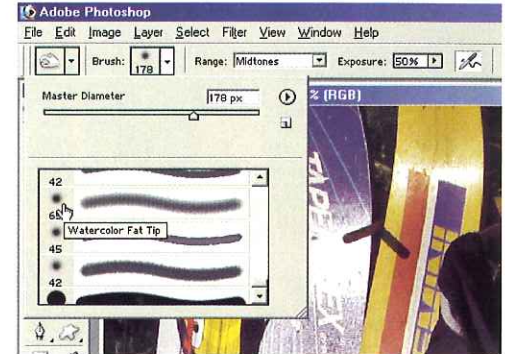 Adobe Photoshop
File Edit Image Layer Select Filter View Window Help
Brush: 178 Range: Midtones Exposure: 50%
% (RGB)
Master Diameter 178 px
42
Watercolor Fat Tip
45
42
TAPE